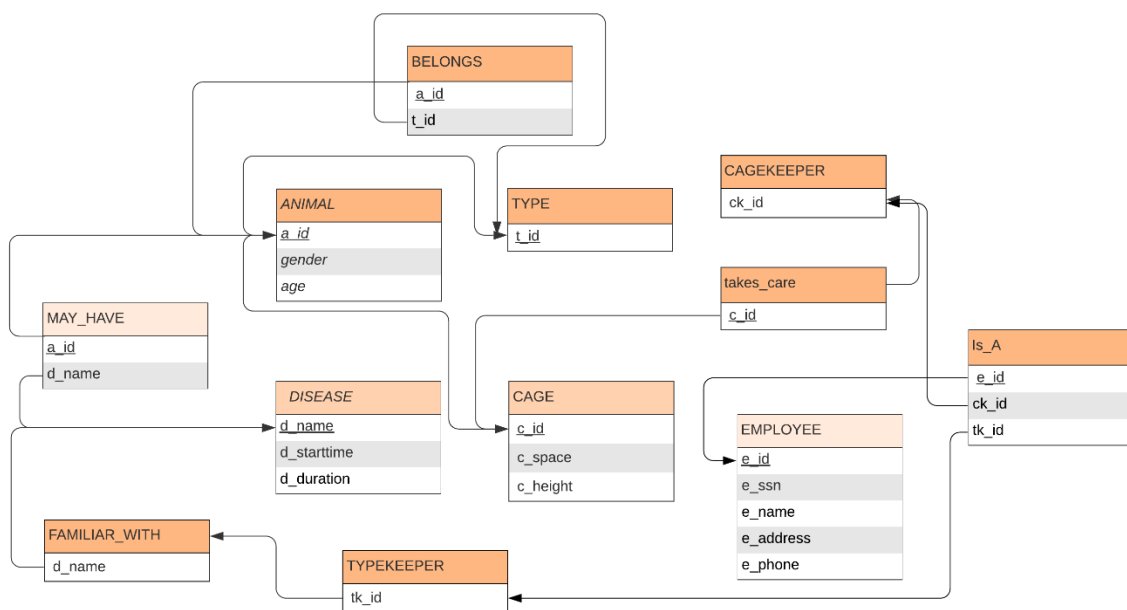 BELONGS
a_id
t_id
ANIMAL
a_id
gender
age
TYPE
t_id
CAGEKEEPER
ck_id
takes_care
c_id
MAY_HAVE
a_id
d_name
Is_A
e_id
ck_id
tk_id
DISEASE
d_name
d_starttime
d_duration
CAGE
c_id
c_space
c_height
EMPLOYEE
e_id
e_ssn
e_name
e_address
e_phone
FAMILIAR_WITH
d_name
TYPEKEEPER
tk_id